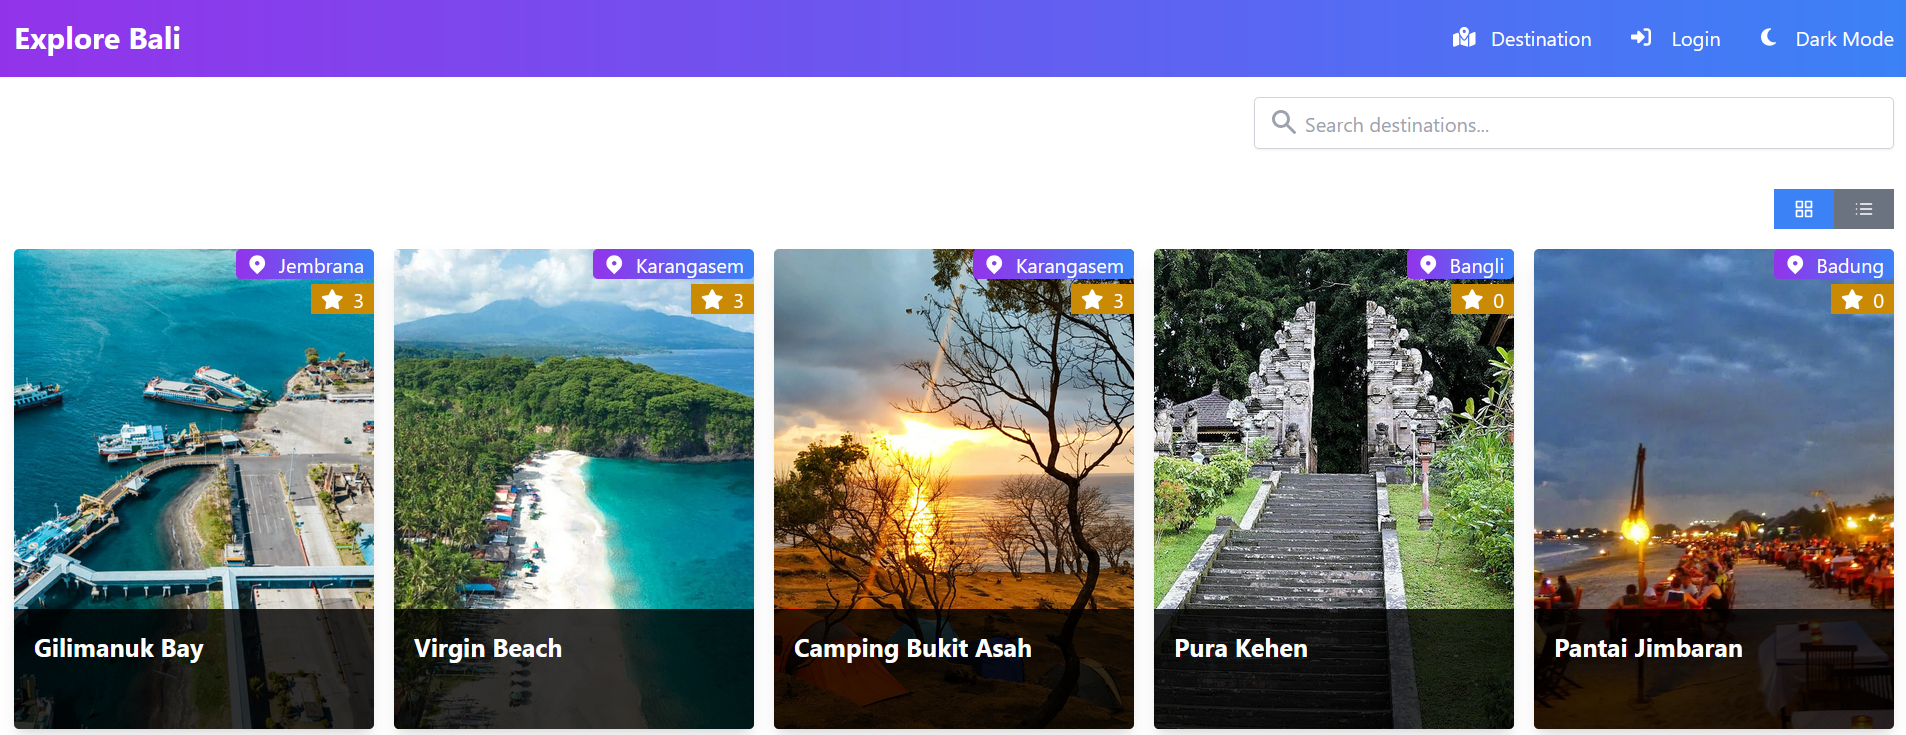 Explore Bali
Destination
Login
Dark Mode
Search destinations...
Jembrana
3
Gilimanuk Bay
Karangasem
3
Virgin Beach
Karangasem
3
Camping Bukit Asah
Bangli
0
Pura Kehen
Badung
0
Pantai Jimbaran